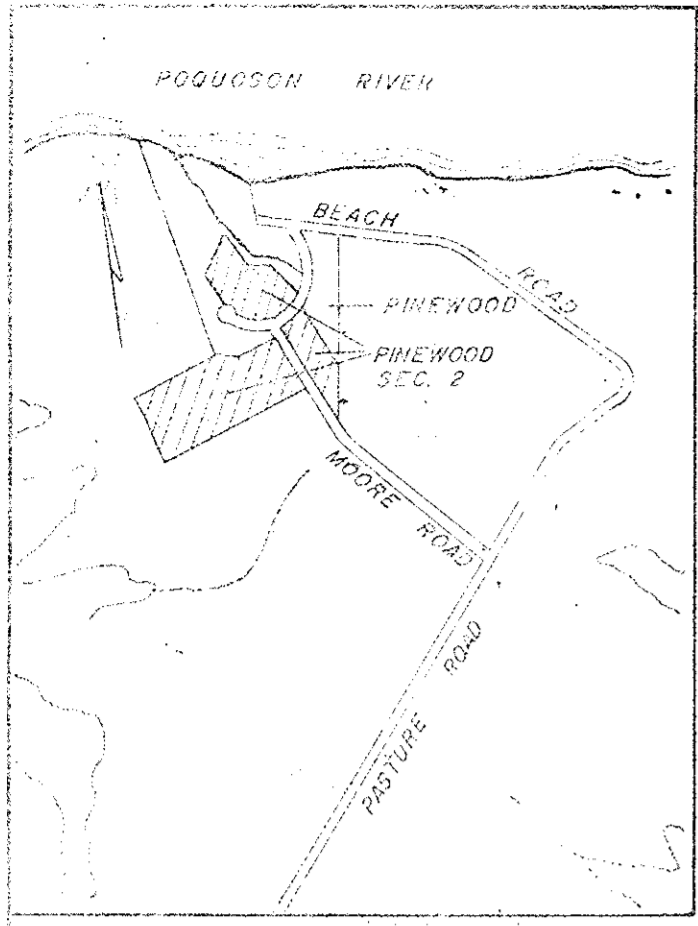 POQUOSON RIVER
BEACH ROAD
PINEWOOD
PINEWOOD
SEC. 2
MOORE ROAD
PASTURE ROAD